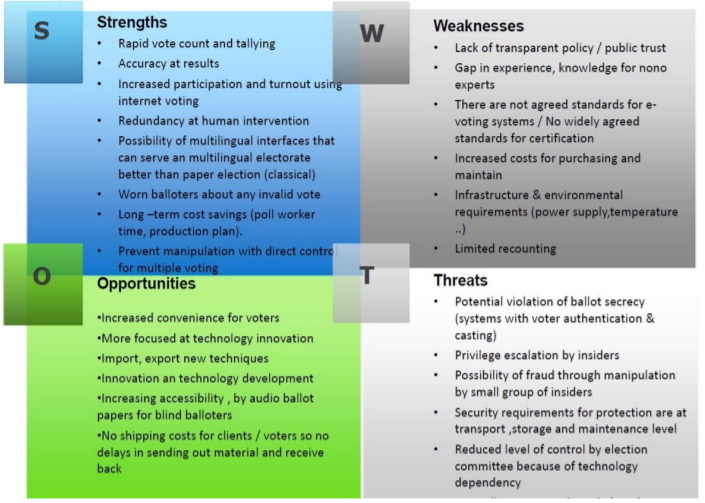 S
Strengths
• Rapid vote count and tallying
• Accuracy at results
• Increased participation and turnout using
internet voting
• Redundancy at human intervention
• Possibility of multilingual interfaces that
can serve an multilingual electorate
better than paper election (classical)
• Worn balloters about any invalid vote
• Long –term cost savings (poll worker
time, production plan).
• Prevent manipulation with direct control
for multiple voting
W
Weaknesses
• Lack of transparent policy / public trust
• Gap in experience, knowledge for nono
experts
• There are not agreed standards for e-
voting systems / No widely agreed
standards for certification
• Increased costs for purchasing and
maintain
• Infrastructure & environmental
requirements (power supply,temperature
..)
• Limited recounting
O
Opportunities
•Increased convenience for voters
•More focused at technology innovation
•Import, export new techniques
•Innovation an technology development
•Increasing accessibility , by audio ballot
papers for blind balloters
•No shipping costs for clients / voters so no
delays in sending out material and receive
back
T
Threats
• Potential violation of ballot secrecy
(systems with voter authentication &
casting)
• Privilege escalation by insiders
• Possibility of fraud through manipulation
by small group of insiders
• Security requirements for protection are at
transport ,storage and maintenance level
• Reduced level of control by election
committee because of technology
dependency